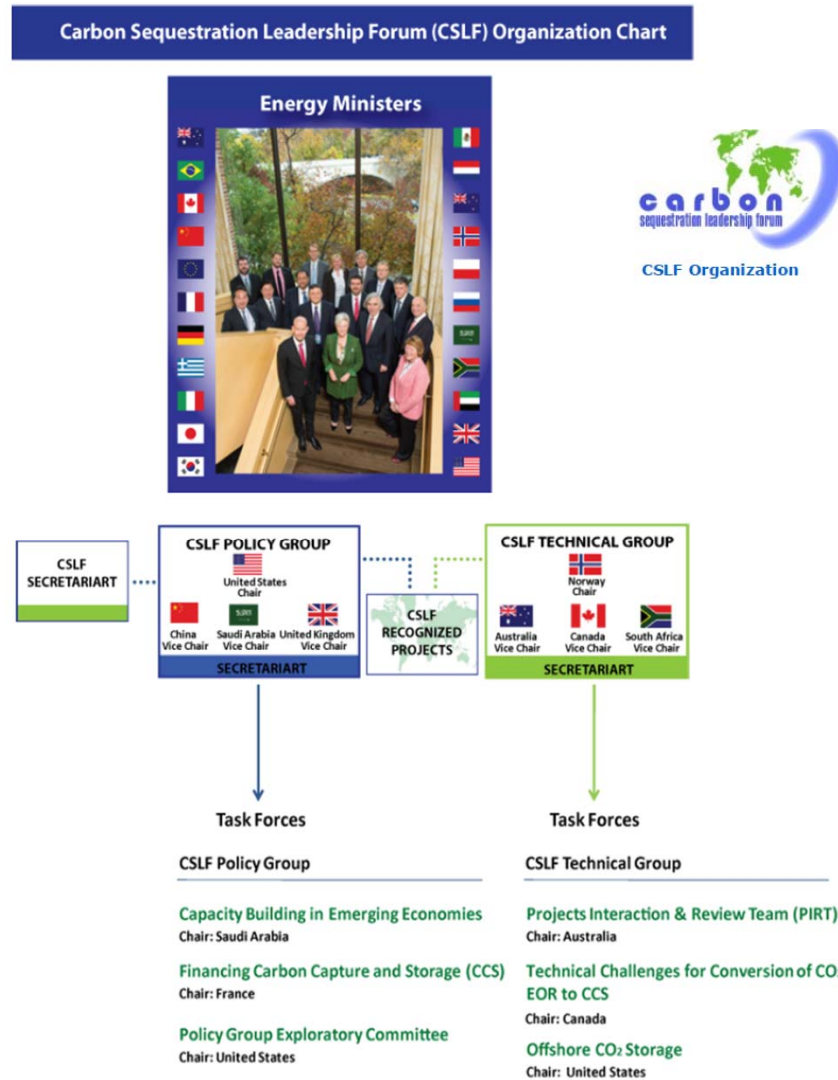 Carbon Sequestration Leadership Forum (CSLF) Organization Chart
Energy Ministers
carbon
sequestration leadership forum
CSLF Organization
CSLF
SECRETARIART
CSLF POLICY GROUP
United States
Chair
China
Vice Chair
Saudi Arabia
Vice Chair
United Kingdom
Vice Chair
SECRETARIART
CSLF
RECOGNIZED
PROJECTS
CSLF TECHNICAL GROUP
Norway
Chair
Australia
Vice Chair
Canada
Vice Chair
South Africa
Vice Chair
SECRETARIART
Task Forces
CSLF Policy Group
Capacity Building in Emerging Economies
Chair: Saudi Arabia
Financing Carbon Capture and Storage (CCS)
Chair: France
Policy Group Exploratory Committee
Chair: United States
Task Forces
CSLF Technical Group
Projects Interaction & Review Team (PIRT)
Chair: Australia
Technical Challenges for Conversion of CO
EOR to CCS
Chair: Canada
Offshore CO₂ Storage
Chair: United States